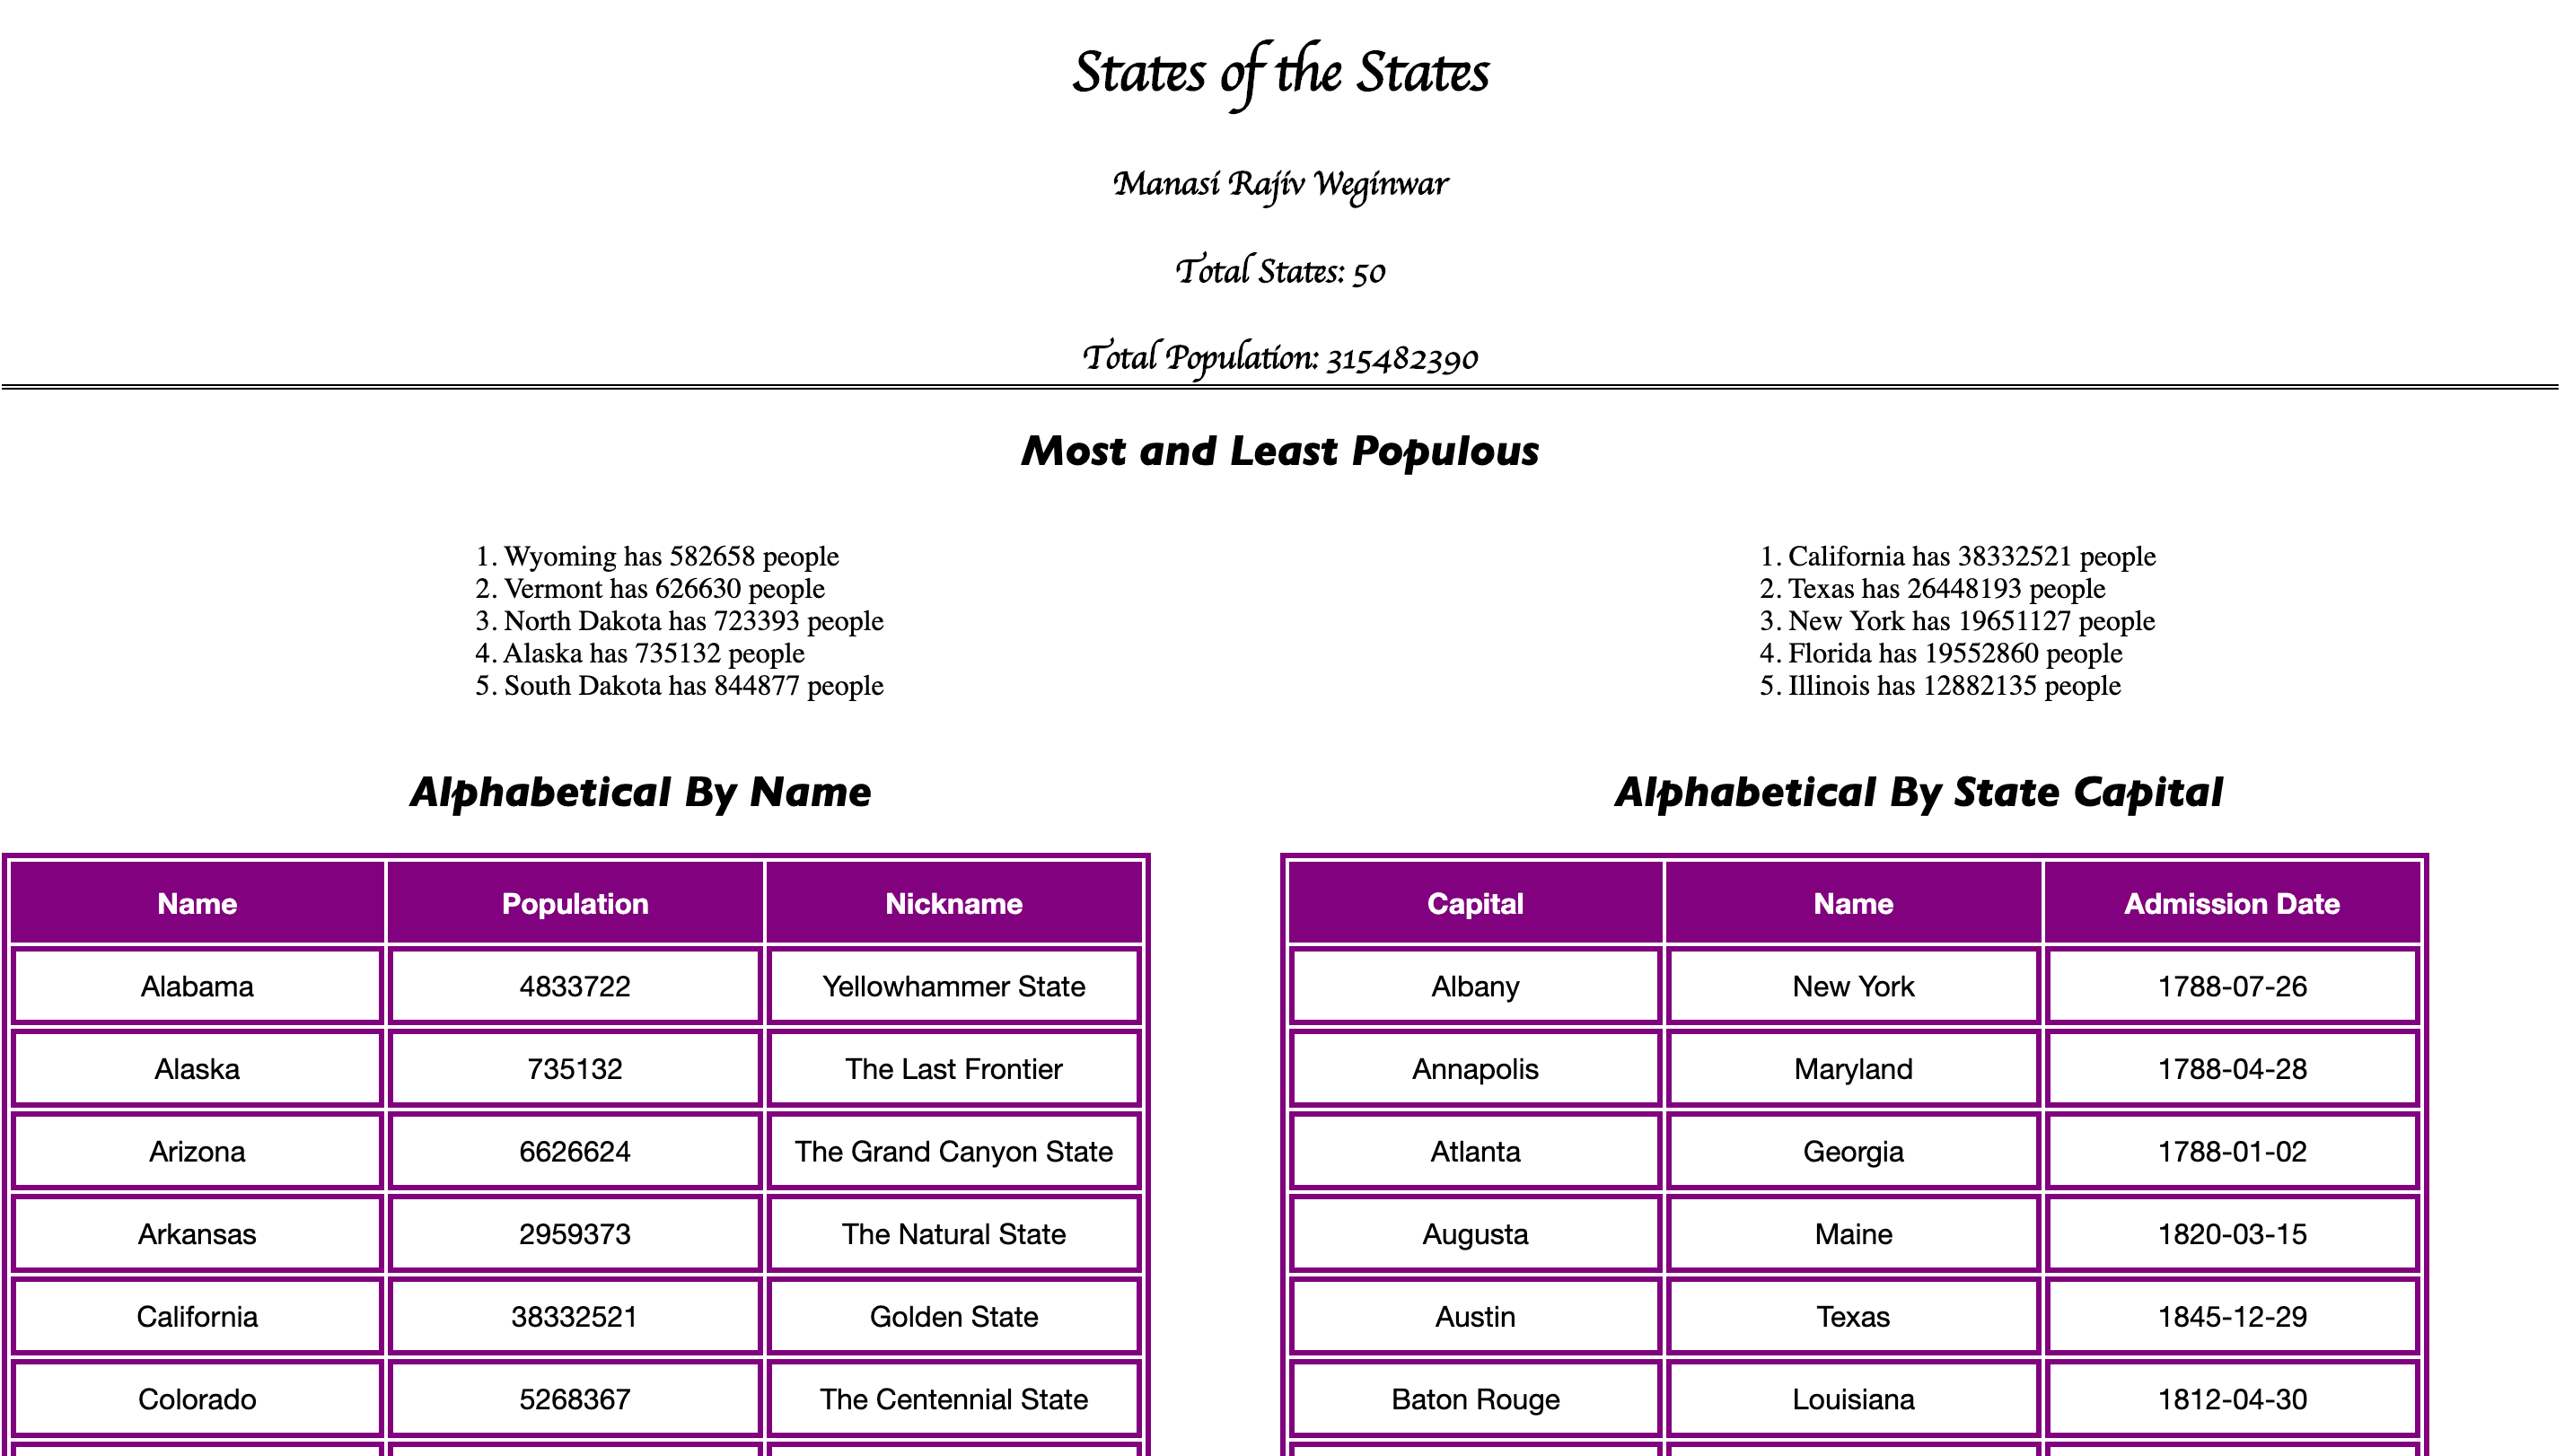 States of the States
Manasi Rajiv Weginwar
Total States: 50
Total Population: 315482390
Most and Least Populous
1. Wyoming has 582658 people
2. Vermont has 626630 people
3. North Dakota has 723393 people
4. Alaska has 735132 people
5. South Dakota has 844877 people
1. California has 38332521 people
2. Texas has 26448193 people
3. New York has 19651127 people
4. Florida has 19552860 people
5. Illinois has 12882135 people
Alphabetical By Name
Name Population Nickname
Alabama 4833722 Yellowhammer State
Alaska 735132 The Last Frontier
Arizona 6626624 The Grand Canyon State
Arkansas 2959373 The Natural State
California 38332521 Golden State
Colorado 5268367 The Centennial State
Alphabetical By State Capital
Capital Name Admission Date
Albany New York 1788-07-26
Annapolis Maryland 1788-04-28
Atlanta Georgia 1788-01-02
Augusta Maine 1820-03-15
Austin Texas 1845-12-29
Baton Rouge Louisiana 1812-04-30